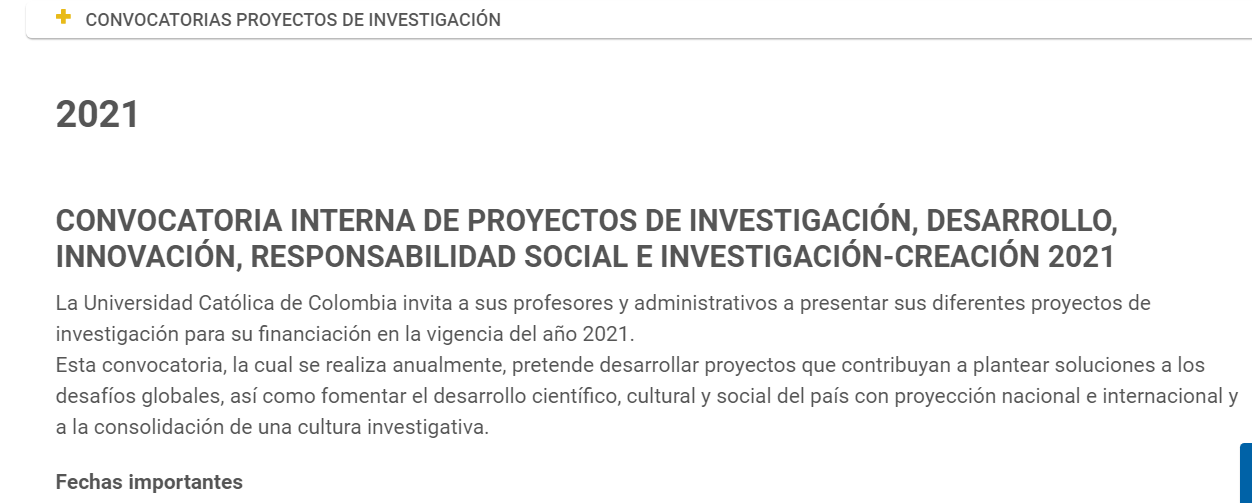 CONVOCATORIAS PROYECTOS DE INVESTIGACIÓN
2021
CONVOCATORIA INTERNA DE PROYECTOS DE INVESTIGACIÓN, DESARROLLO,
INNOVACIÓN, RESPONSABILIDAD SOCIAL E INVESTIGACIÓN-CREACIÓN 2021
La Universidad Católica de Colombia invita a sus profesores y administrativos a presentar sus diferentes proyectos de
investigación para su financiación en la vigencia del año 2021.
Esta convocatoria, la cual se realiza anualmente, pretende desarrollar proyectos que contribuyan a plantear soluciones a los
desafíos globales, así como fomentar el desarrollo científico, cultural y social del país con proyección nacional e internacional y
a la consolidación de una cultura investigativa.
Fechas importantes